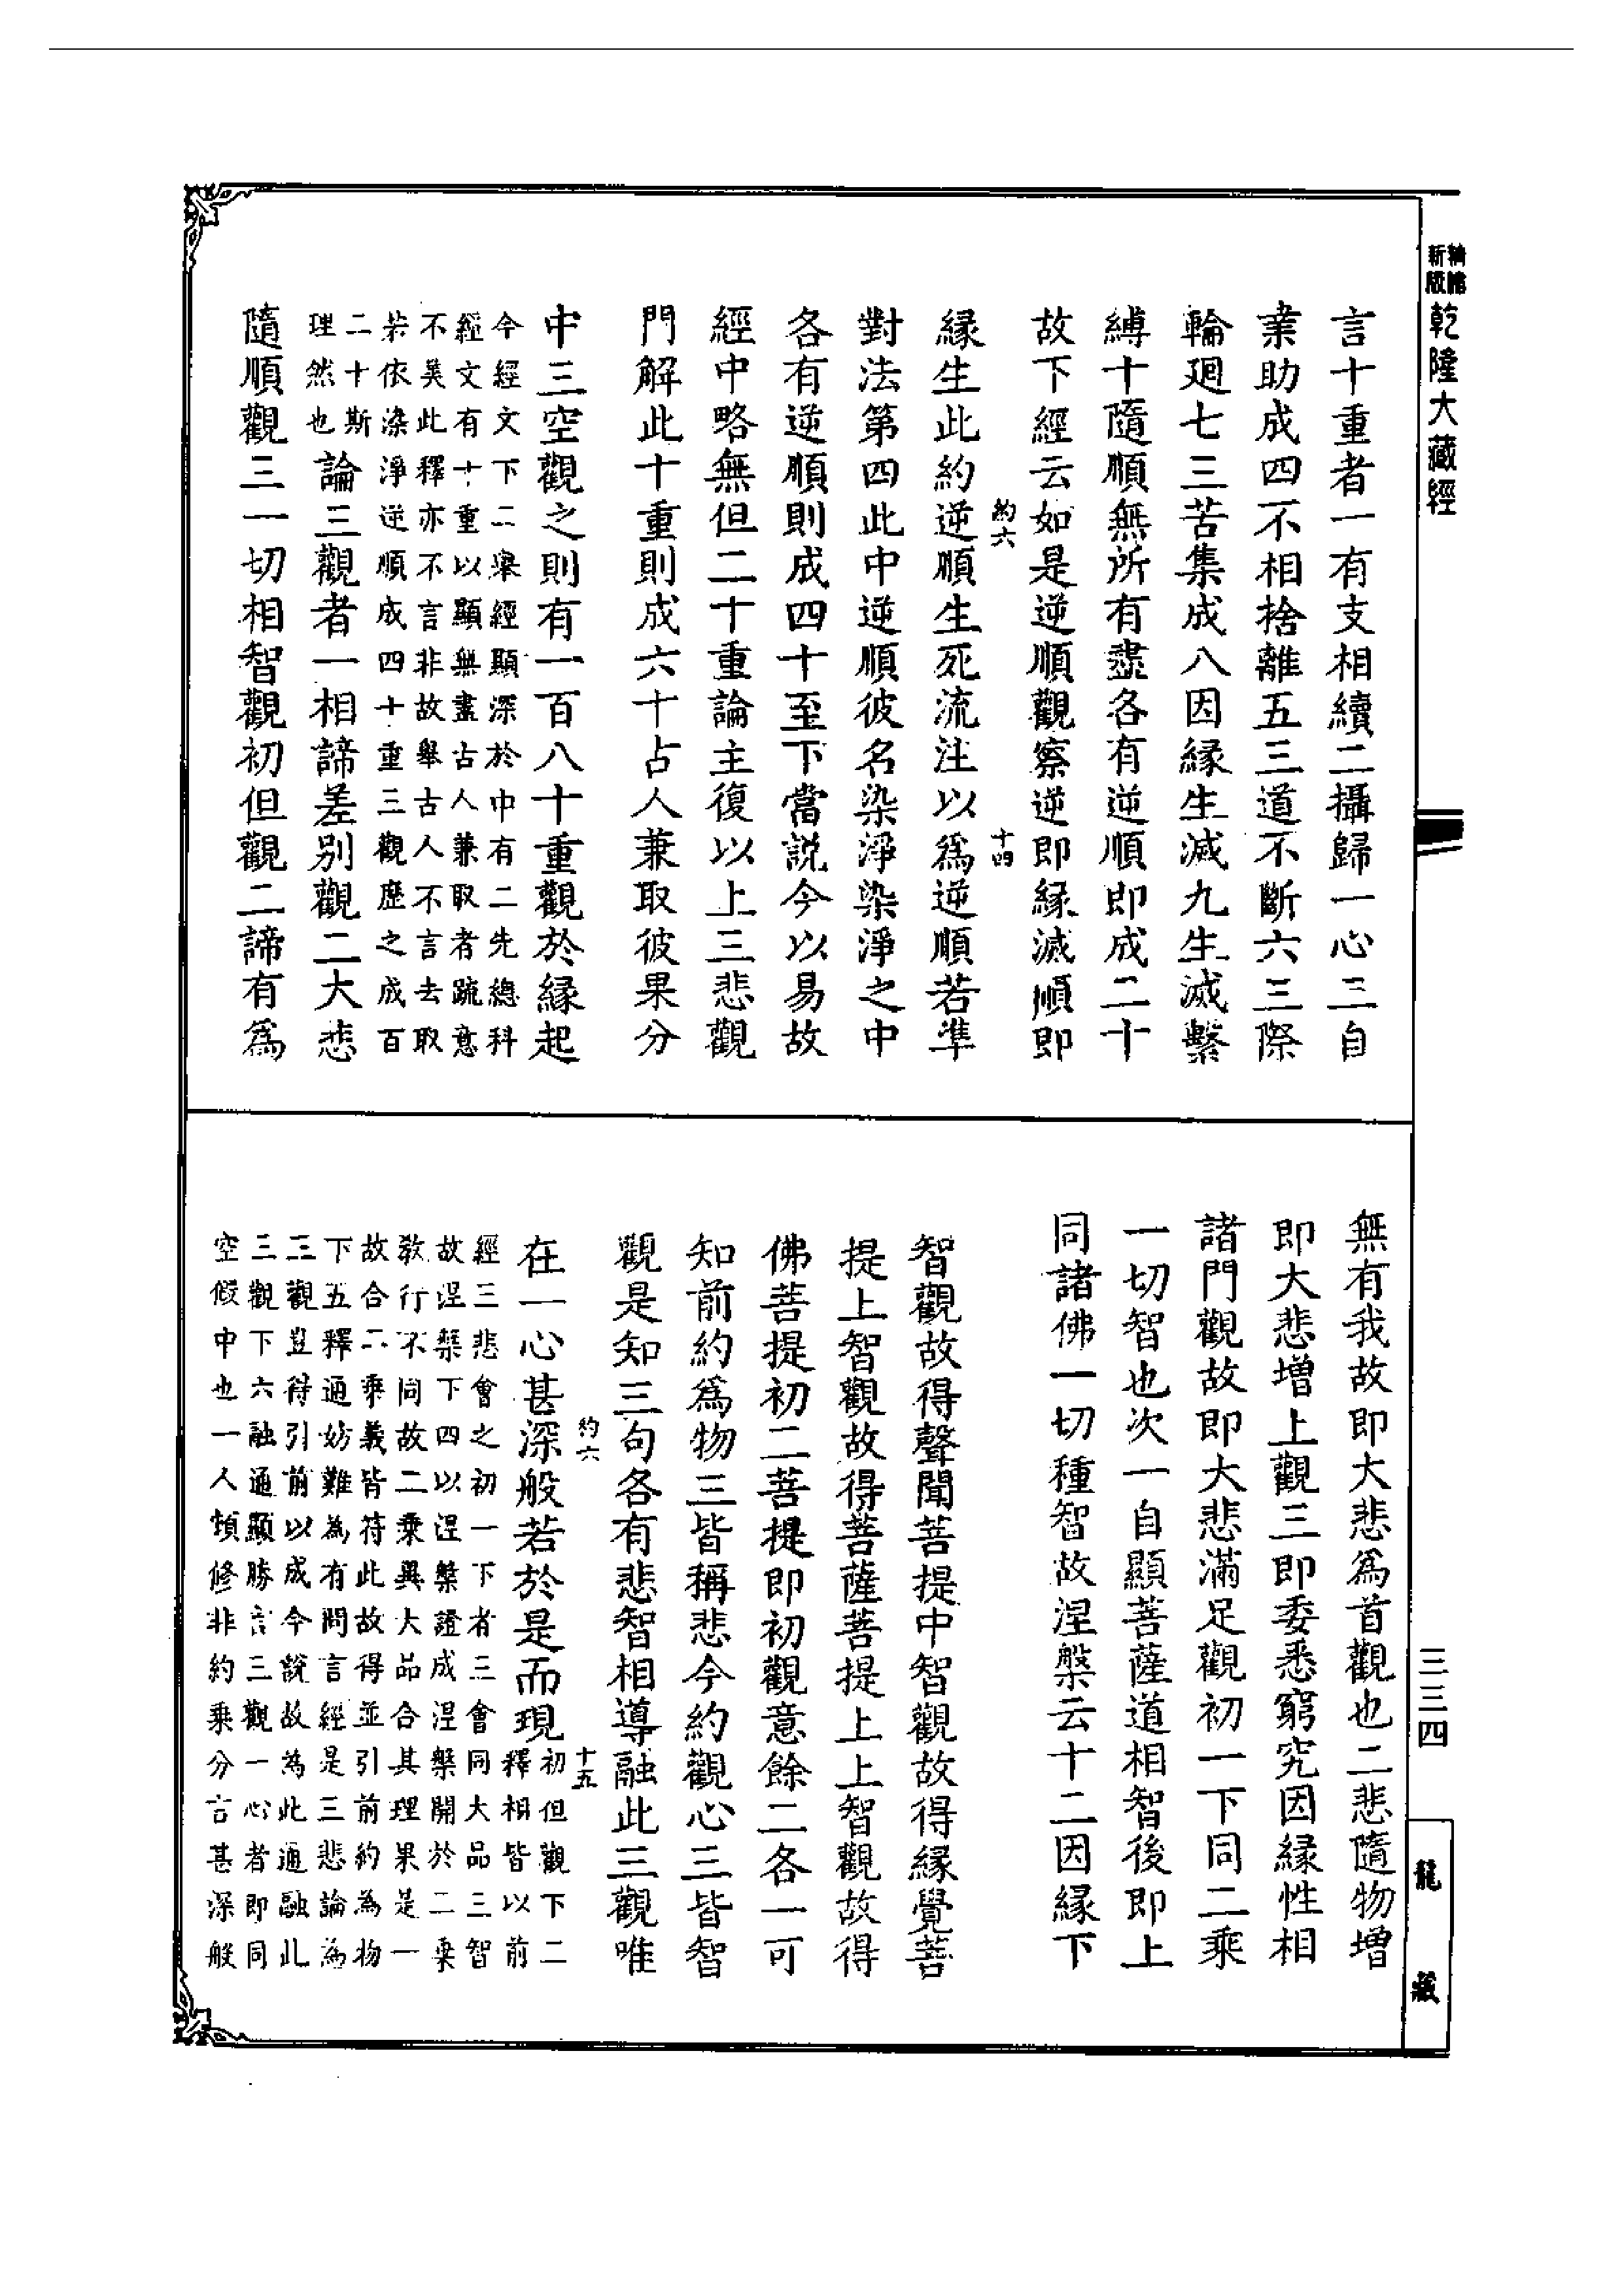 新版
乾隆大藏經
言十重者一有支相續二攝歸一心三自
業助成四不相捨離五三道不斷六三際
輪廻七三苦集成八因縁生滅九生滅繫
縛十隨順無所有盡各有逆順即成二十
故下經云如是逆順觀察逆即縁滅順即
約六
十四
縁生此約逆順生死流注以爲逆順若準
對法第四此中逆順彼名染淨染淨之中
各有逆順則成四十至下當説今以易故
經中略無但二十重論主復以上三悲觀
門解此十重則成六十占人兼取彼果分
中三空觀之則有一百八十重觀於縁起
今經文下二舉經顯深於中有二先總科
經文有十重以顯無盡古人兼取者疏意
不異此釋亦不言非故舉古人不言去取
若依染淨逆順成四十重三觀歷之成百
二十斯
理然也
論三觀者一相諦差别觀二大悲
隨順觀三一切相智觀初但觀二諦有爲
無有我故即大悲爲首觀也二悲隨物增
即大悲增上觀三即委悉窮究因縁性相
諸門觀故即大悲滿足觀初一下同二乘
一切智也次一自顯菩薩道相智後即上
同諸佛一切種智故涅槃云十二因縁下
智觀故得聲聞菩提中智觀故得縁覺菩
提上智觀故得菩薩菩提上上智觀故得
佛菩提初二菩提即初觀意餘二各一可
知前約爲物三皆稱悲今約觀心三皆智
觀是知三句各有悲智相導融此三觀唯
約六
十五
在一心甚深般若於是而現
初但觀下二
釋相皆以前
經三悲會之初一下者三會同大品三智
故涅槃下四以涅槃證成涅槃開於二乘
教行不同故二乘異大品合其理果是一
故合二乘義皆符此故得並引前約為物
下五釋通妨難為有問言經是三悲論為
三觀豈得引前以成今說故為此通融此
三觀下六融通顯勝言三觀一心者即同
空假中也一人頓修非約乘分言甚深般
三三四
龍藏